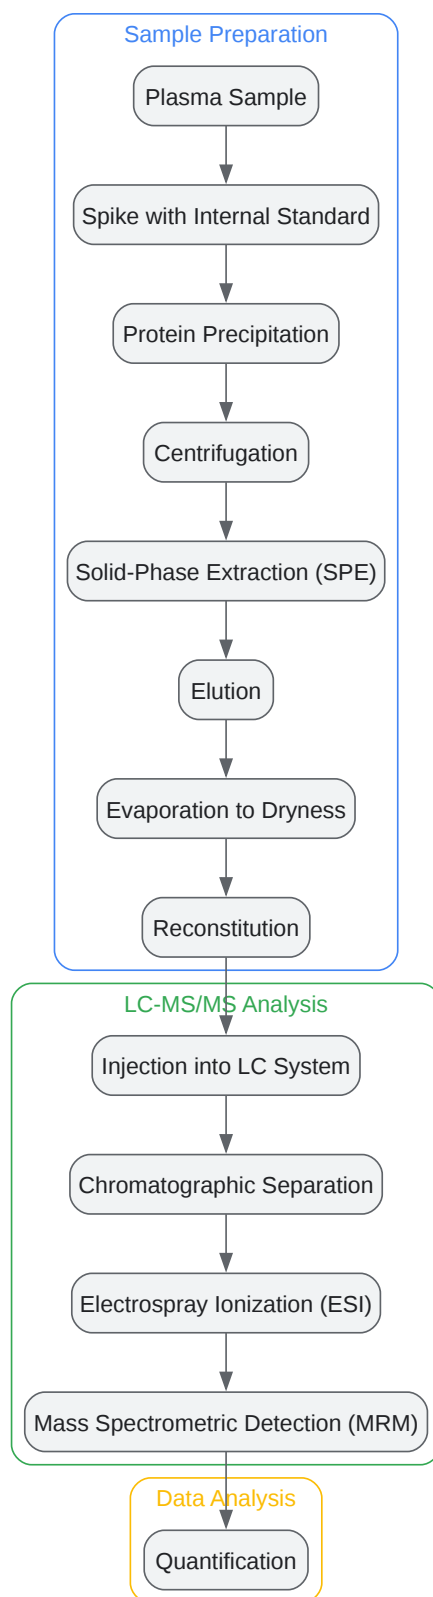 Sample Preparation
Plasma Sample
Spike with Internal Standard
Protein Precipitation
Centrifugation
Solid-Phase Extraction (SPE)
Elution
Evaporation to Dryness
Reconstitution
LC-MS/MS Analysis
Injection into LC System
Chromatographic Separation
Electrospray Ionization (ESI)
Mass Spectrometric Detection (MRM)
Data Analysis
Quantification